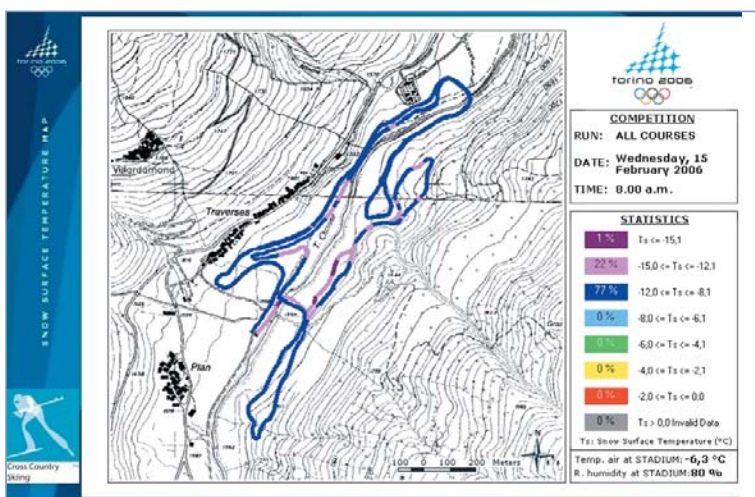 SNOW SURFACE TEMPERATURE MAP
Cross Country
Skiing
Villardamond
Traverses
Plan
100 0 100 200 Meters
torino 2006
COMPETITION
RUN: ALL COURSES
DATE: Wednesday, 15
February 2006
TIME: 8.00 a.m.
STATISTICS
1 % Ts <= -15,1
22 % -15,0 <= Ts <= -12,1
77 % -12,0 <= Ts <= -8,1
0 % -8,0 <= Ts <= -6,1
0 % -6,0 <= Ts <= -4,1
0 % -4,0 <= Ts <= -2,1
0 % -2,0 <= Ts <= 0,0
0 % Ts > 0,0 Invalid Data
Ts: Snow Surface Temperature (°C)
Temp. air at STADIUM: -6,3 °C
R. humidity at STADIUM: 80 %